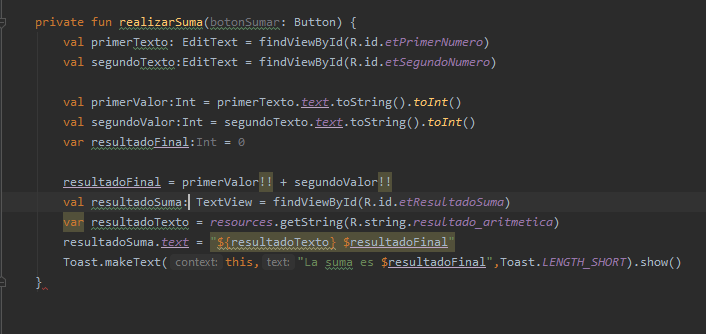 private fun realizarSuma(botonSumar: Button) {
val primerTexto: EditText = findViewById(R.id.etPrimerNumero)
val segundoTexto:EditText = findViewById(R.id.etSegundoNumero)
val primerValor:Int = primerTexto.text.toString().toInt()
val segundoValor:Int = segundoTexto.text.toString().toInt()
var resultadoFinal:Int = 0
resultadoFinal = primerValor!! + segundoValor!!
val resultadoSuma: TextView = findViewById(R.id.etResultadoSuma)
var resultadoTexto = resources.getString(R.string.resultado_aritmetica)
resultadoSuma.text = "${resultadoTexto} $resultadoFinal"
Toast.makeText( context: this, text: "La suma es $resultadoFinal",Toast.LENGTH_SHORT).show()
}